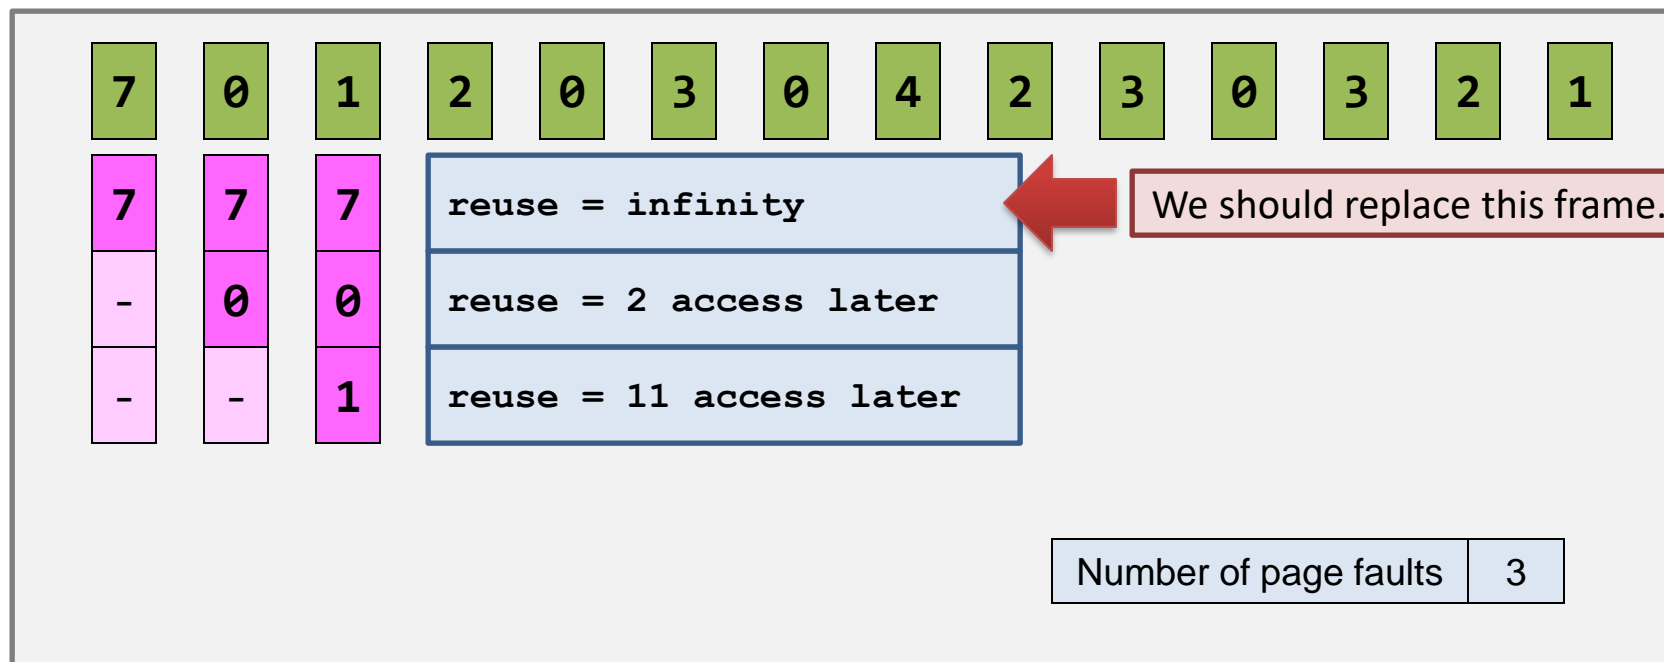 7 0 1 2 0 3 0 4 2 3 0 3 2 1
7 7 7 reuse = infinity We should replace this frame.
- 0 0 reuse = 2 access later
- - 1 reuse = 11 access later
Number of page faults 3